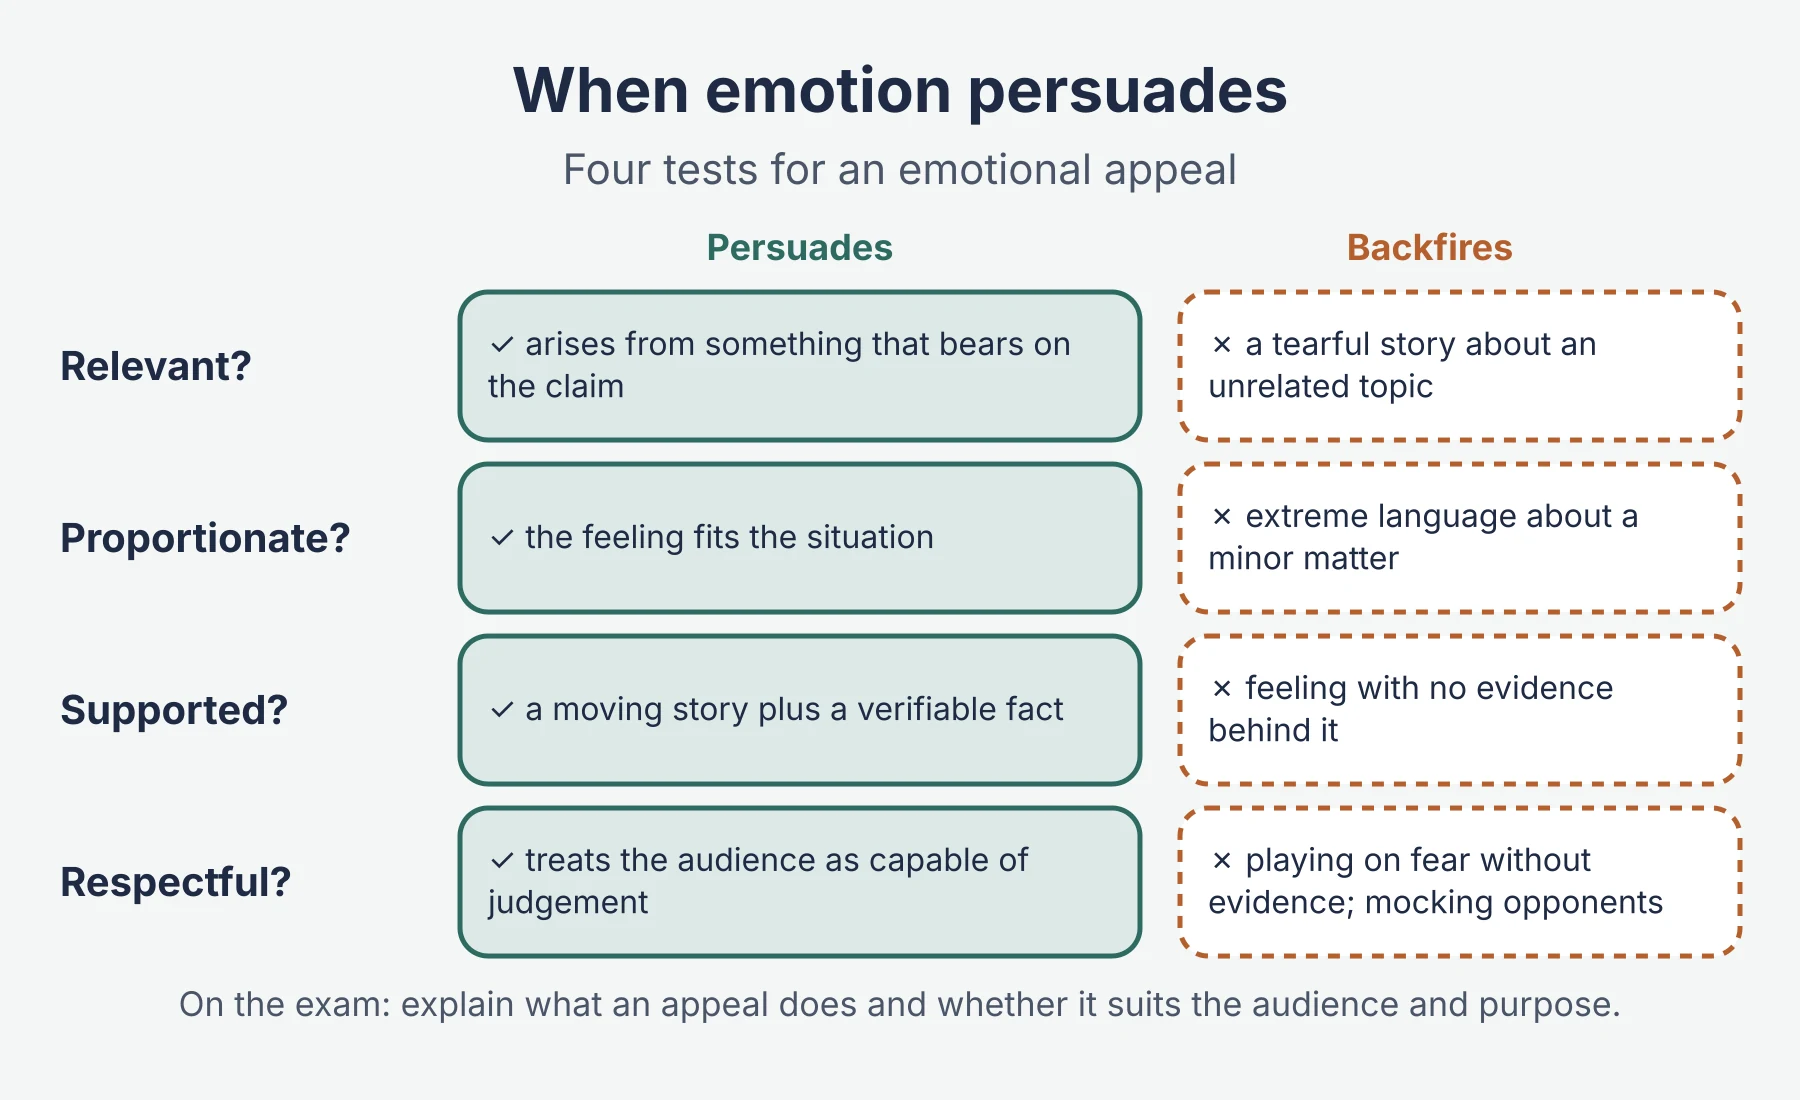 When emotion persuades
Four tests for an emotional appeal
Persuades
Backfires
Relevant?
✓ arises from something that bears on
the claim
× a tearful story about an
unrelated topic
Proportionate?
✓ the feeling fits the situation
× extreme language about a
minor matter
Supported?
✓ a moving story plus a verifiable fact
× feeling with no evidence
behind it
Respectful?
✓ treats the audience as capable of
judgement
× playing on fear without
evidence; mocking opponents
On the exam: explain what an appeal does and whether it suits the audience and purpose.